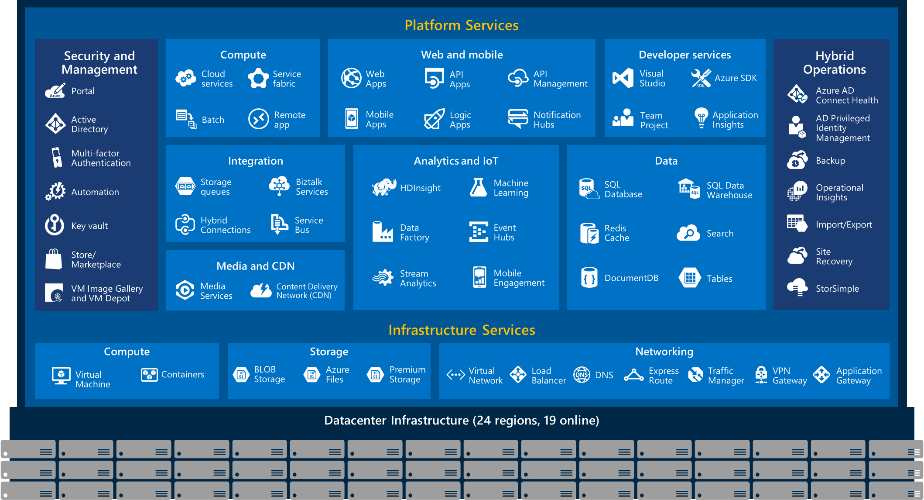 Platform Services
Security and
Management
Portal
Active
Directory
Multi-factor
Authentication
Automation
Key vault
Store/
Marketplace
VM Image Gallery
and VM Depot
Compute
Cloud
services
Service
fabric
Batch
Remote
app
Web and mobile
Web
Apps
API
Apps
API
Management
Mobile
Apps
Logic
Apps
Notification
Hubs
Developer services
Visual
Studio
Azure SDK
Team
Project
Application
Insights
Hybrid
Operations
Azure AD
Connect Health
AD Privileged
Identity
Management
Backup
Operational
Insights
Import/Export
Site
Recovery
StorSimple
Integration
Storage
queues
Biztalk
Services
Hybrid
Connections
Service
Bus
Analytics and IoT
HDInsight
Machine
Learning
Data
Factory
Event
Hubs
Stream
Analytics
Mobile
Engagement
Data
SQL
SQL
Database
SQL
SQL Data
Warehouse
Redis
Cache
Search
DocumentDB
Tables
Media and CDN
Media
Services
Content Delivery
Network (CDN)
Infrastructure Services
Compute
Virtual
Machine
Containers
Storage
BLOB
Storage
Azure
Files
Premium
Storage
Networking
Virtual
Network
Load
Balancer
DNS
DNS
Express
Route
Traffic
Manager
VPN
Gateway
Application
Gateway
Datacenter Infrastructure (24 regions, 19 online)